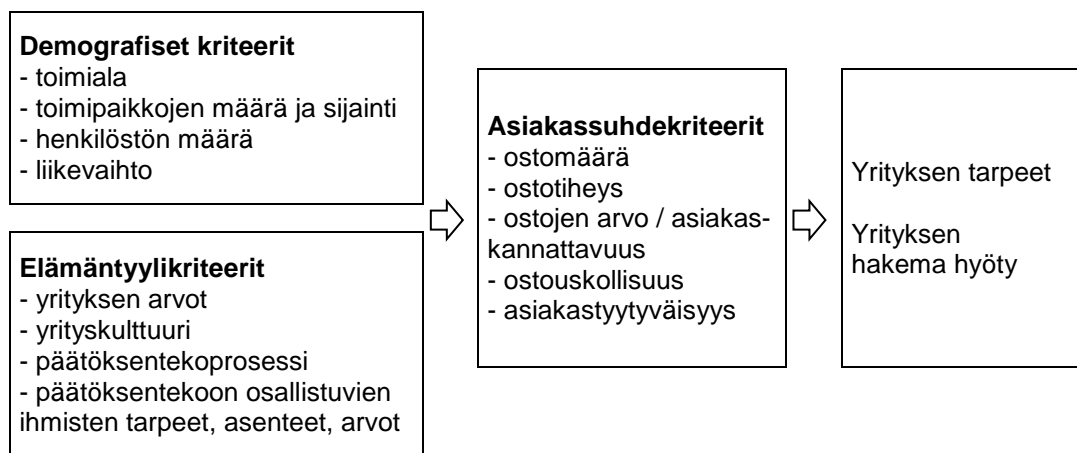 Demografiset kriteerit
- toimiala
- toimipaikkojen määrä ja sijainti
- henkilöstön määrä
- liikevaihto
Elämäntyylikriteerit
- yrityksen arvot
- yrityskulttuuri
- päätöksentekoprosessi
- päätöksentekoon osallistuvien
ihmisten tarpeet, asenteet, arvot
Asiakassuhdekriteerit
- ostomäärä
- ostotiheys
- ostojen arvo / asiakas-
kannattavuus
- ostouskollisuus
- asiakastyytyväisyys
Yrityksen tarpeet
Yrityksen
hakema hyöty